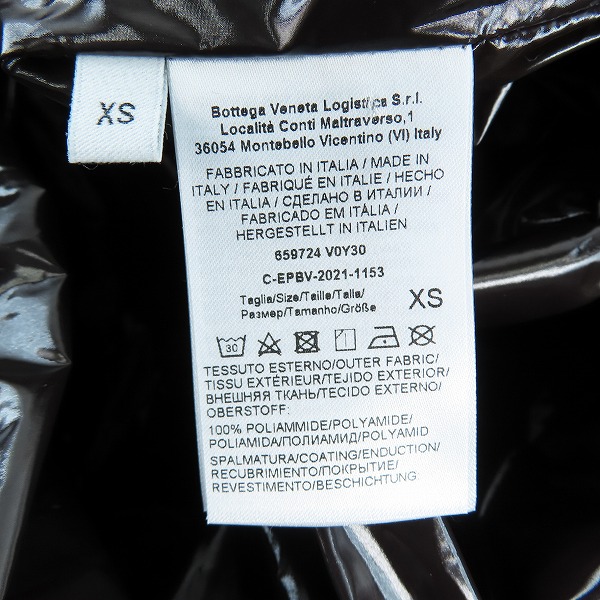 XS
Bottega Veneta Logistica S.r.l.
Località Conti Maltraverso,1
36054 Montebello Vicentino (VI) Italy
FABBRICATO IN ITALIA / MADE IN
ITALY / FABRIQUÉ EN ITALIE / HECHO
EN ITALIA / СДЕЛАНО В ИТАЛИИ /
FABRICADO EM ITÁLIA /
HERGESTELLT IN ITALIEN
659724 V0Y30
C-EPBV-2021-1153
Taglia/Size/Taille/Talla/
Размер/Tamanho/Größe XS
30
TESSUTO ESTERNO/OUTER FABRIC/
TISSU EXTÉRIEUR/TEJIDO EXTERIOR/
ВНЕШНЯЯ ТКАНЬ/TECIDO EXTERNO/
OBERSTOFF:
100% POLIAMMIDE/POLYAMIDE/
POLIAMIDA/ПОЛИАМИД/POLYAMID
SPALMATURA/COATING/ENDUCTION/
RECUBRIMIENTO/ПОКРЫТИЕ/
REVESTIMENTO/BESCHICHTUNG